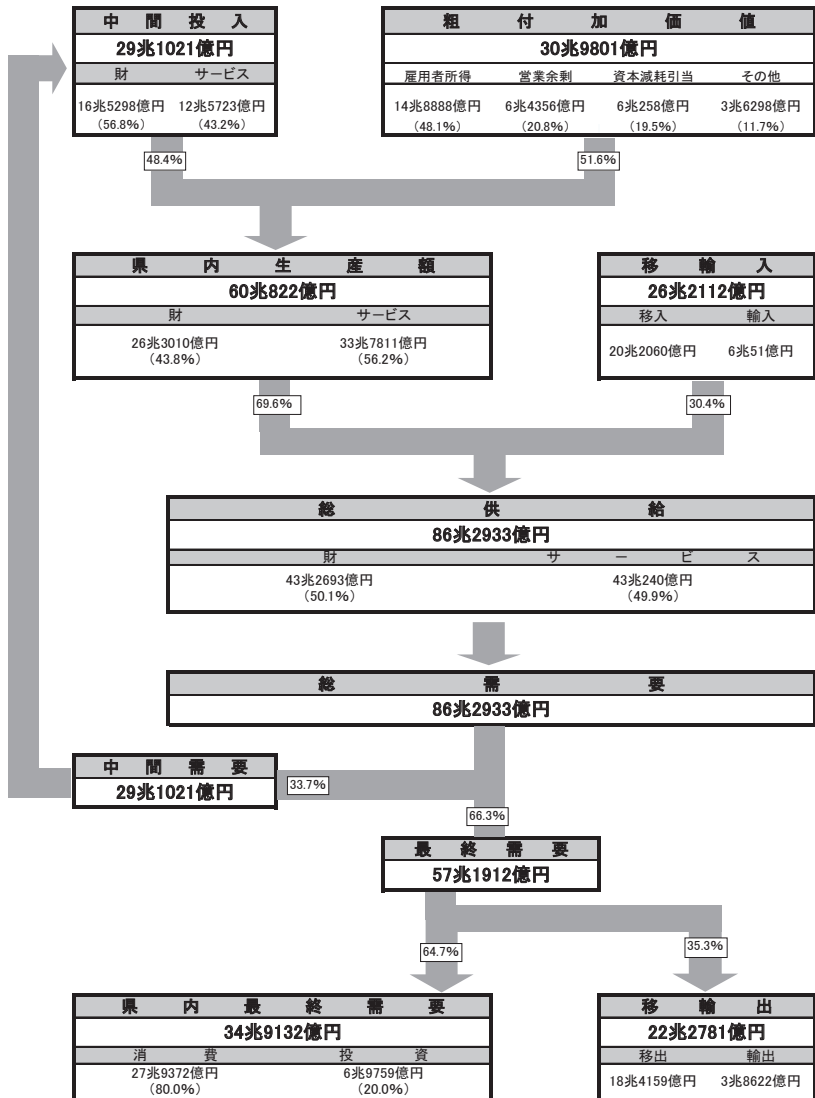 中間投入
29兆1021億円
財 サービス
16兆5298億円 12兆5723億円
(56.8%) (43.2%)
粗付加価値
30兆9801億円
雇用者所得 営業余剰 資本減耗引当 その他
14兆8888億円 6兆4356億円 6兆258億円 3兆6298億円
(48.1%) (20.8%) (19.5%) (11.7%)
48.4% 51.6%
県内生産額
60兆822億円
財 サービス
26兆3010億円 33兆7811億円
(43.8%) (56.2%)
移輸入
26兆2112億円
移入 輸入
20兆2060億円 6兆51億円
69.6% 30.4%
総供給
86兆2933億円
財 サービス
43兆2693億円 43兆240億円
(50.1%) (49.9%)
総需要
86兆2933億円
中間需要
29兆1021億円
33.7%
66.3%
最終需要
57兆1912億円
64.7% 35.3%
県内最終需要
34兆9132億円
消費 投資
27兆9372億円 6兆9759億円
(80.0%) (20.0%)
移輸出
22兆2781億円
移出 輸出
18兆4159億円 3兆8622億円